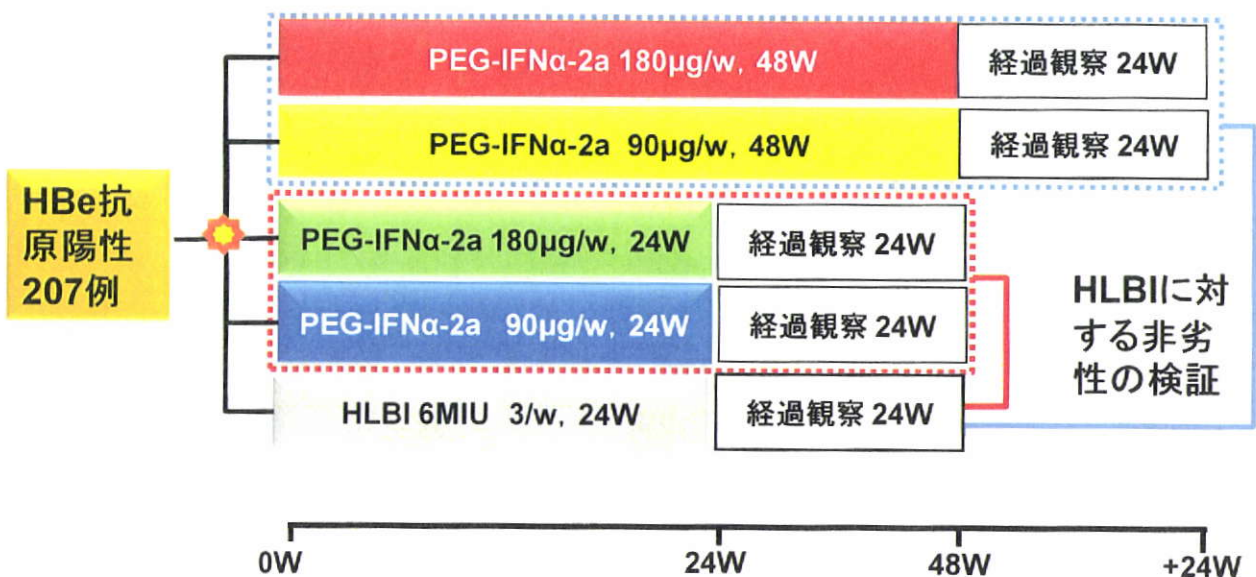 PEG-IFNα-2a 180μg/w, 48W
経過観察 24W
PEG-IFNα-2a 90μg/w, 48W
経過観察 24W
HBe抗
原陽性
207例
PEG-IFNα-2a 180μg/w, 24W
経過観察 24W
PEG-IFNα-2a 90μg/w, 24W
経過観察 24W
HLBI 6MIU 3/w, 24W
経過観察 24W
HLBIに対
する非劣
性の検証
0W
24W
48W
+24W